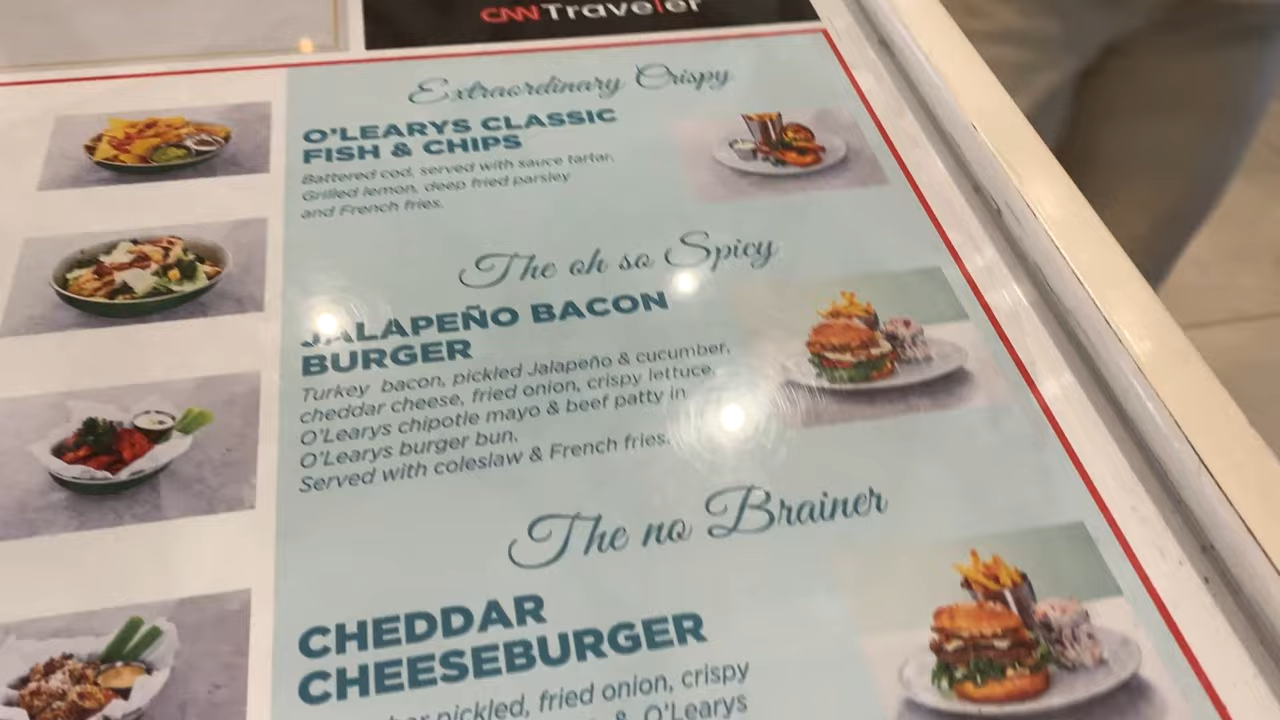 CNNTraveler
Extraordinary Crispy
O'LEARYS CLASSIC
FISH & CHIPS
Battered cod, served with sauce tartar,
Grilled lemon, deep fried parsley
and French fries.
The oh so Spicy
JALAPEÑO BACON
BURGER
Turkey bacon, pickled Jalapeño & cucumber,
cheddar cheese, fried onion, crispy lettuce,
O'Learys chipotle mayo & beef patty in
O'Learys burger bun.
Served with coleslaw & French fries.
The no Brainer
CHEDDAR
CHEESEBURGER
pickled, fried onion, crispy
& O'Learys